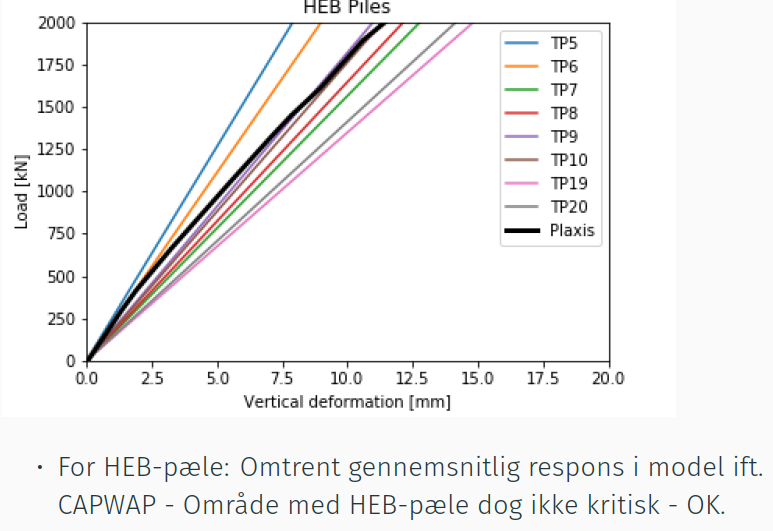 HEB Piles
2000
1750
1500
1250
1000
750
500
250
0
Load [kN]
0.0 2.5 5.0 7.5 10.0 12.5 15.0 17.5 20.0
Vertical deformation [mm]
TP5
TP6
TP7
TP8
TP9
TP10
TP19
TP20
Plaxis
• For HEB-pæle: Omtrent gennemsnitlig respons i model ift.
CAPWAP - Område med HEB-pæle dog ikke kritisk - OK.